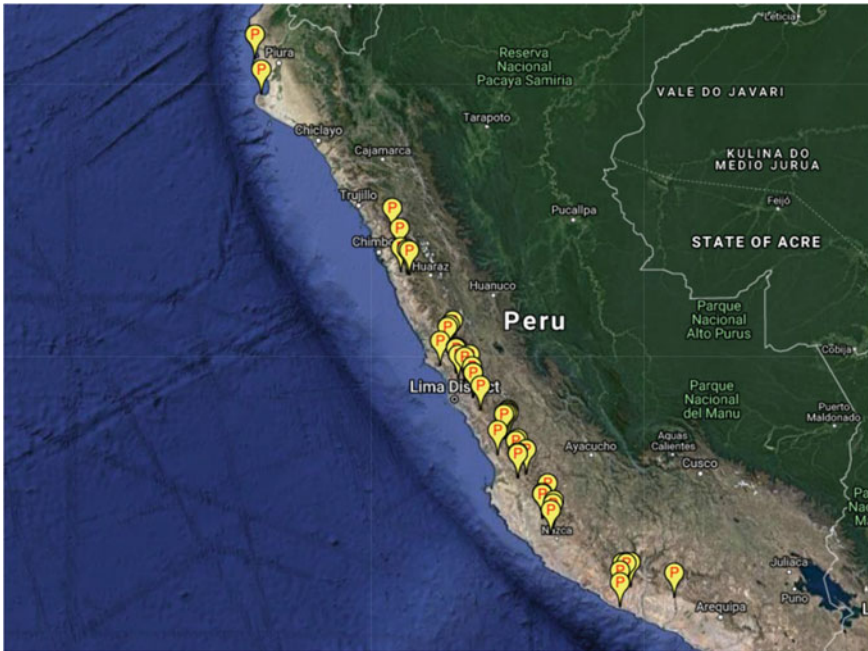 Leticia
P
Piura
P
Reserva
Nacional
Pacaya Samiria
VALE DO JAVARI
Tarapoto
Chiclayo
Cajamarca
KULINA DO
MEDIO JURUA
Trujillo
P
Feijó
Pucallpa
P
STATE OF ACRE
Chimbo
P
Huaraz
Huanuco
Parque
Nacional
Alto Purus
Peru
P
P
Cojiba
P
P
P
Lima District
Parque
Nacional
del Manu
Puerto
Maldonado
P
P
P
P
Ayacucho
Aguas
Calientes
Cusco
P
P
P
P
Nazca
P
P
P
P
Juliaca
Puno
Arequipa